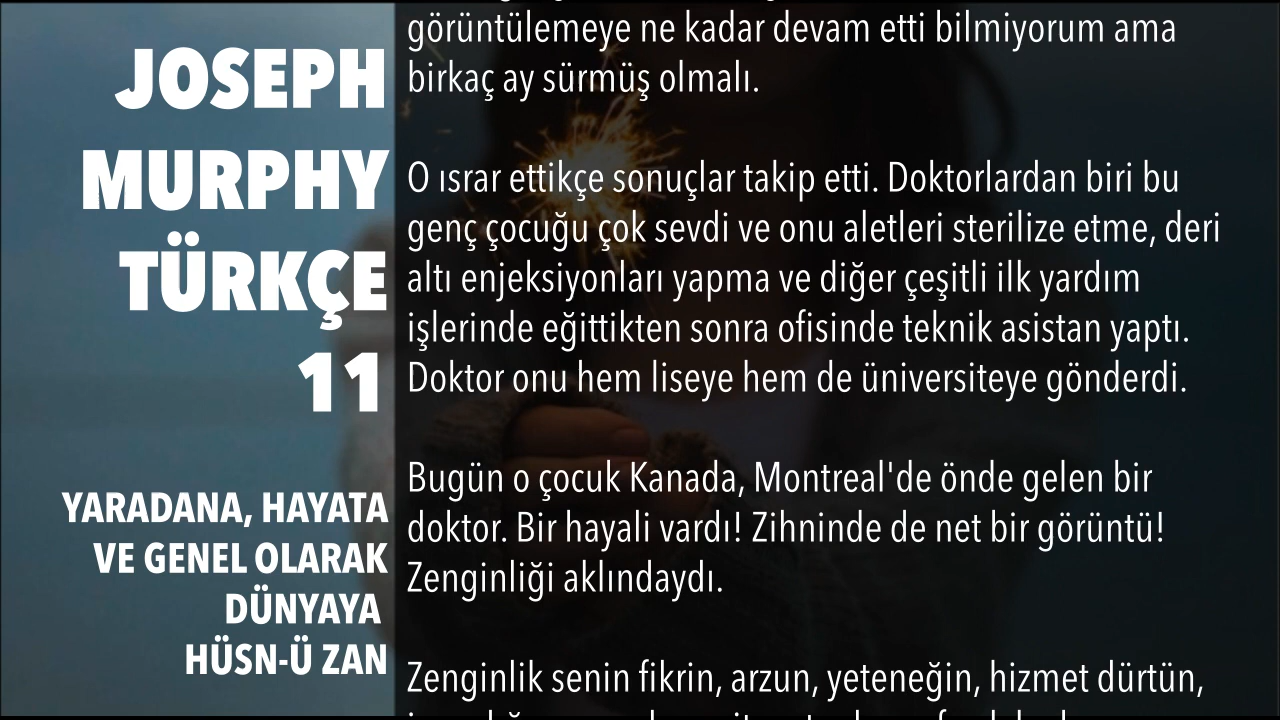 JOSEPH
MURPHY
TÜRKÇE
11
YARADANA, HAYATA
VE GENEL OLARAK
DÜNYAYA
HÜSN-Ü ZAN
görüntülemeye ne kadar devam etti bilmiyorum ama
birkaç ay sürmüş olmalı.
O ısrar ettikçe sonuçlar takip etti. Doktorlardan biri bu
genç çocuğu çok sevdi ve onu aletleri sterilize etme, deri
altı enjeksiyonları yapma ve diğer çeşitli ilk yardım
işlerinde eğittikten sonra ofisinde teknik asistan yaptı.
Doktor onu hem liseye hem de üniversiteye gönderdi.
Bugün o çocuk Kanada, Montreal'de önde gelen bir
doktor. Bir hayali vardı! Zihninde de net bir görüntü!
Zenginliği aklındaydı.
Zenginlik senin fikrin, arzun, yeteneğin, hizmet dürtün,